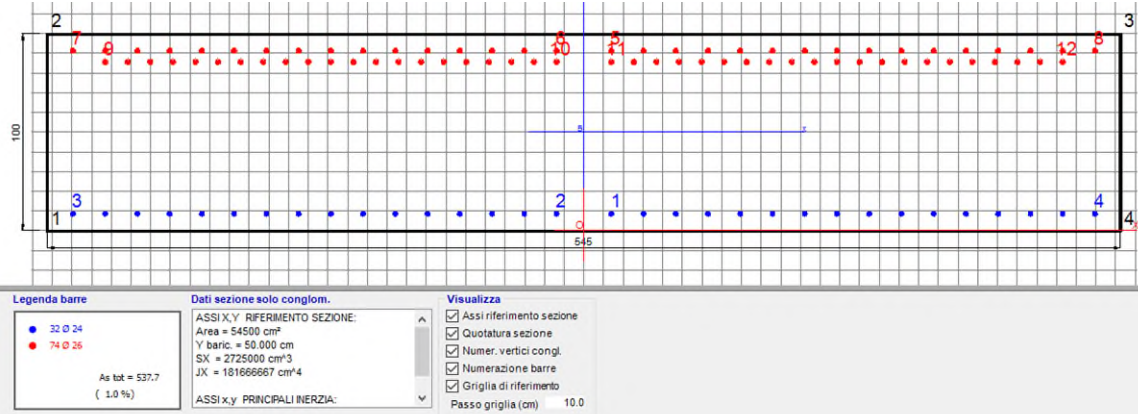 2
3
7
9
6
10
5
11
12
8
100
3
2
1
4
1
4
O
545
Legenda barre
32 Ø 24
74 Ø 26
As tot = 537.7
( 1.0 %)
Dati sezione solo conglom.
ASSI X,Y RIFERIMENTO SEZIONE:
Area = 54500 cm²
Y baric. = 50.000 cm
SX = 2725000 cm^3
JX = 181666667 cm^4
ASSI x,y PRINCIPALI INERZIA:
Visualizza
Assi riferimento sezione
Quotatura sezione
Numer. vertici congl.
Numerazione barre
Griglia di riferimento
Passo griglia (cm) 10.0